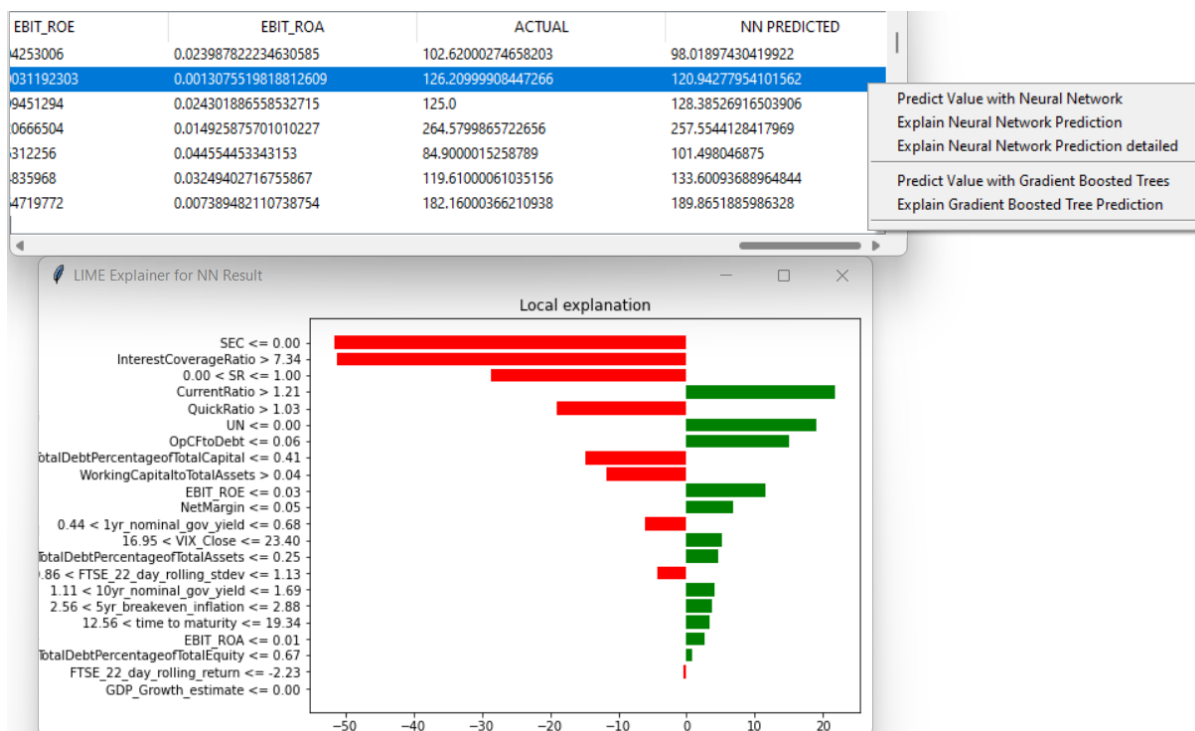 EBIT_ROE EBIT_ROA ACTUAL NN PREDICTED
4253006 0.023987822234630585 102.62000274658203 98.01897430419922
0031192303 0.0013075519818812609 126.20999908447266 120.94277954101562
9451294 0.024301886558532715 125.0 128.38526916503906
0666504 0.014925875701010227 264.5799865722656 257.5544128417969
312256 0.044554453343153 84.9000015258789 101.498046875
835968 0.03249402716755867 119.61000061035156 133.60093688964844
4719772 0.007389482110738754 182.16000366210938 189.8651885986328
Predict Value with Neural Network
Explain Neural Network Prediction
Explain Neural Network Prediction detailed
Predict Value with Gradient Boosted Trees
Explain Gradient Boosted Tree Prediction
LIME Explainer for NN Result
Local explanation
SEC <= 0.00
InterestCoverageRatio > 7.34
0.00 < SR <= 1.00
CurrentRatio > 1.21
QuickRatio > 1.03
UN <= 0.00
OpCFtoDebt <= 0.06
TotalDebtPercentageofTotalCapital <= 0.41
WorkingCapitaltoTotalAssets > 0.04
EBIT_ROE <= 0.03
NetMargin <= 0.05
0.44 < 1yr_nominal_gov_yield <= 0.68
16.95 < VIX_Close <= 23.40
TotalDebtPercentageofTotalAssets <= 0.25
.86 < FTSE_22_day_rolling_stdev <= 1.13
1.11 < 10yr_nominal_gov_yield <= 1.69
2.56 < 5yr_breakeven_inflation <= 2.88
12.56 < time to maturity <= 19.34
EBIT_ROA <= 0.01
TotalDebtPercentageofTotalEquity <= 0.67
FTSE_22_day_rolling_return <= -2.23
GDP_Growth_estimate <= 0.00
−50 −40 −30 −20 −10 0 10 20